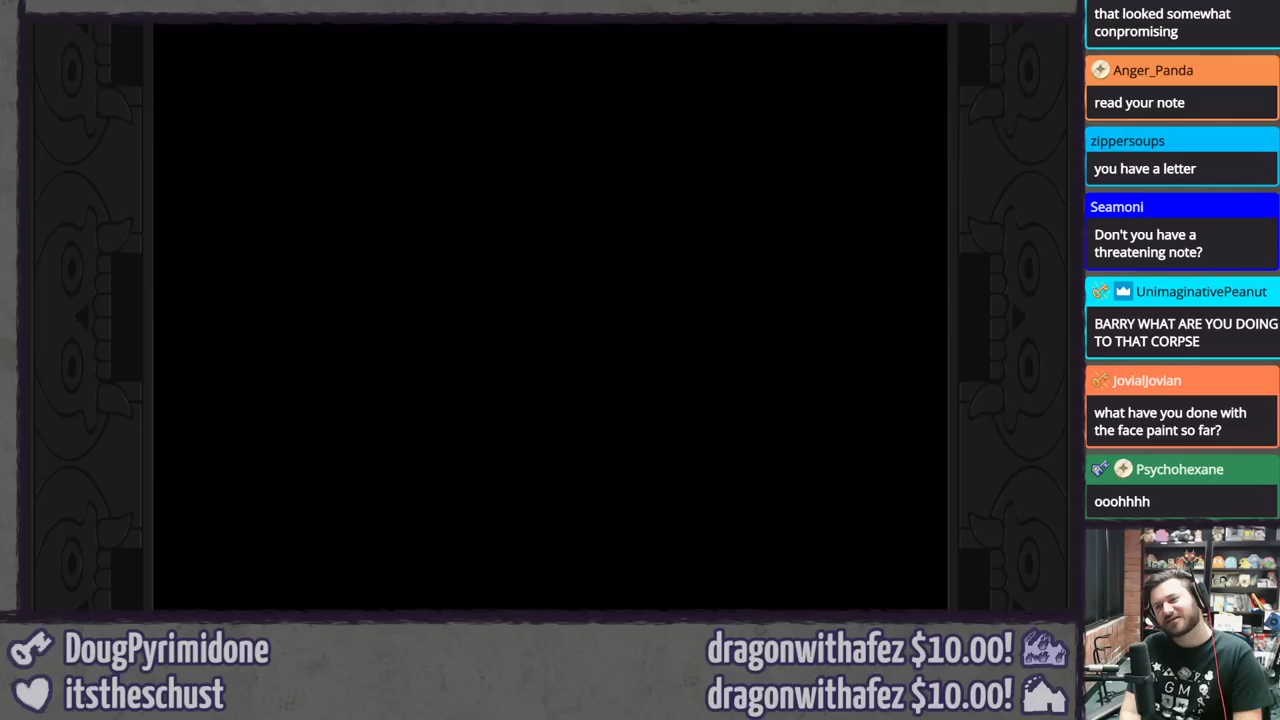 that looked somewhat
conpromising
Anger_Panda
read your note
zippersoups
you have a letter
Seamoni
Don't you have a
threatening note?
UnimaginativePeanut
BARRY WHAT ARE YOU DOING
TO THAT CORPSE
JovialJovian
what have you done with
the face paint so far?
Psychohexane
ooohhhh
DougPyrimidone
dragonwithafez $10.00!
itstheschust
dragonwithafez $10.00!
G M